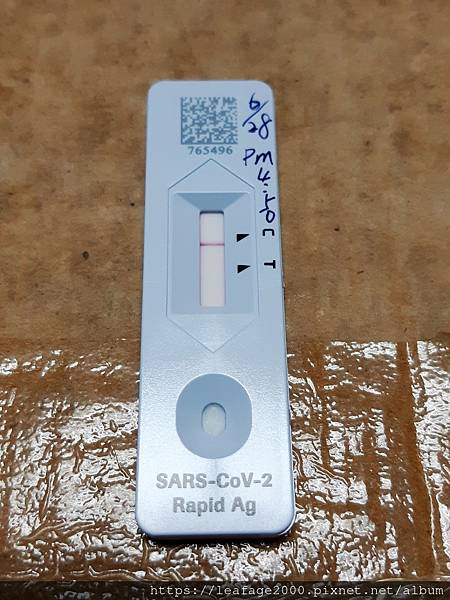 6/28
765496
PM
4:50
C
T
SARS-CoV-2
Rapid Ag
https://leafage2000.pixnet.net/album